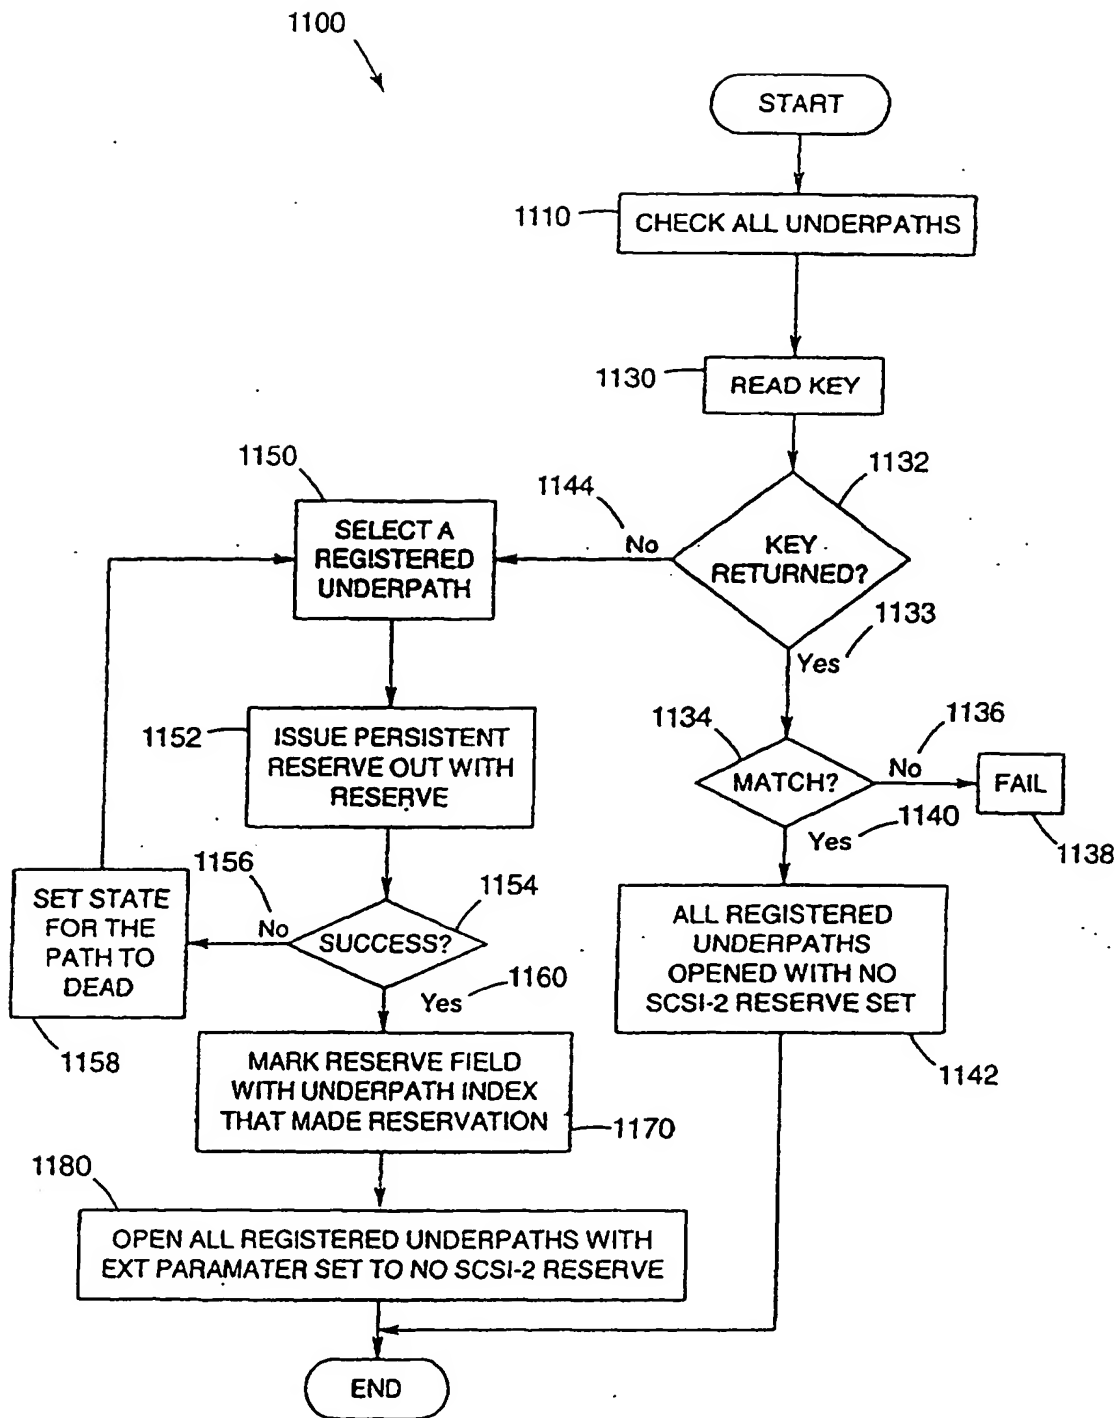 1100
START
1110
CHECK ALL UNDERPATHS
1130
READ KEY
1132
KEY
RETURNED?
1144
No
1133
Yes
1150
SELECT A
REGISTERED
UNDERPATH
1152
ISSUE PERSISTENT
RESERVE OUT WITH
RESERVE
1134
MATCH?
1136
No
FAIL
1138
Yes
1140
1156
No
1154
SUCCESS?
SET STATE
FOR THE
PATH TO
DEAD
1158
Yes
1160
ALL REGISTERED
UNDERPATHS
OPENED WITH NO
SCSI-2 RESERVE SET
1142
MARK RESERVE FIELD
WITH UNDERPATH INDEX
THAT MADE RESERVATION
1170
1180
OPEN ALL REGISTERED UNDERPATHS WITH
EXT PARAMATER SET TO NO SCSI-2 RESERVE
END